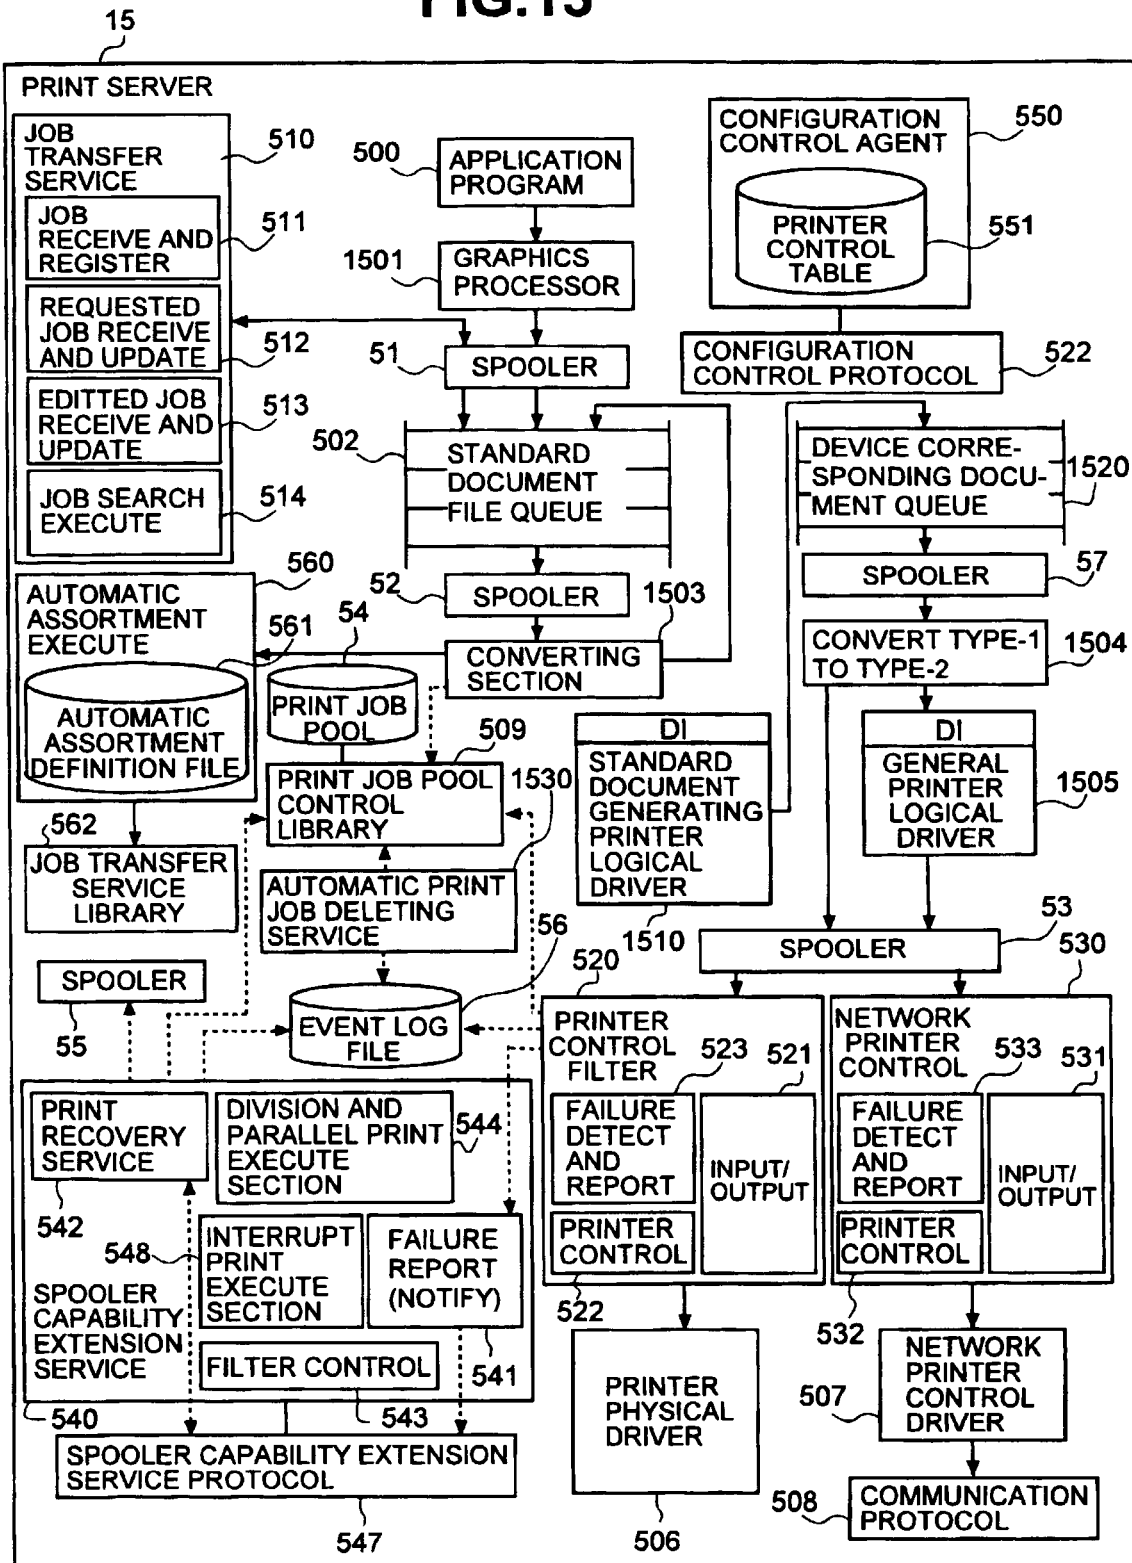 FIG.15
15
PRINT SERVER
JOB
TRANSFER
SERVICE
510
JOB
RECEIVE AND
REGISTER
511
REQUESTED
JOB RECEIVE
AND UPDATE
512
EDITTED JOB
RECEIVE AND
UPDATE
513
JOB SEARCH
EXECUTE
514
500
APPLICATION
PROGRAM
1501
GRAPHICS
PROCESSOR
51
SPOOLER
502
STANDARD
DOCUMENT
FILE QUEUE
52
SPOOLER
1503
CONVERTING
SECTION
CONFIGURATION
CONTROL AGENT
550
PRINTER
CONTROL
TABLE
551
CONFIGURATION
CONTROL PROTOCOL
522
DEVICE CORRE-
SPONDING DOCU-
MENT QUEUE
1520
SPOOLER
57
CONVERT TYPE-1
TO TYPE-2
1504
DI
GENERAL
PRINTER
LOGICAL
DRIVER
1505
DI
STANDARD
DOCUMENT
GENERATING
PRINTER
LOGICAL
DRIVER
1510
AUTOMATIC
ASSORTMENT
EXECUTE
560
561
AUTOMATIC
ASSORTMENT
DEFINITION FILE
54
PRINT JOB
POOL
509
PRINT JOB POOL
CONTROL
LIBRARY
1530
562
JOB TRANSFER
SERVICE
LIBRARY
AUTOMATIC PRINT
JOB DELETING
SERVICE
56
EVENT LOG
FILE
SPOOLER
55
SPOOLER
53
520
PRINTER
CONTROL
FILTER
523
521
FAILURE
DETECT
AND
REPORT
INPUT/
OUTPUT
PRINTER
CONTROL
522
530
NETWORK
PRINTER
CONTROL
533
531
FAILURE
DETECT
AND
REPORT
INPUT/
OUTPUT
PRINTER
CONTROL
532
PRINT
RECOVERY
SERVICE
542
DIVISION AND
PARALLEL PRINT
EXECUTE
SECTION
544
548
INTERRUPT
PRINT
EXECUTE
SECTION
FAILURE
REPORT
(NOTIFY)
541
SPOOLER
CAPABILITY
EXTENSION
SERVICE
FILTER CONTROL
543
540
SPOOLER CAPABILITY EXTENSION
SERVICE PROTOCOL
547
PRINTER
PHYSICAL
DRIVER
506
507
NETWORK
PRINTER
CONTROL
DRIVER
508
COMMUNICATION
PROTOCOL